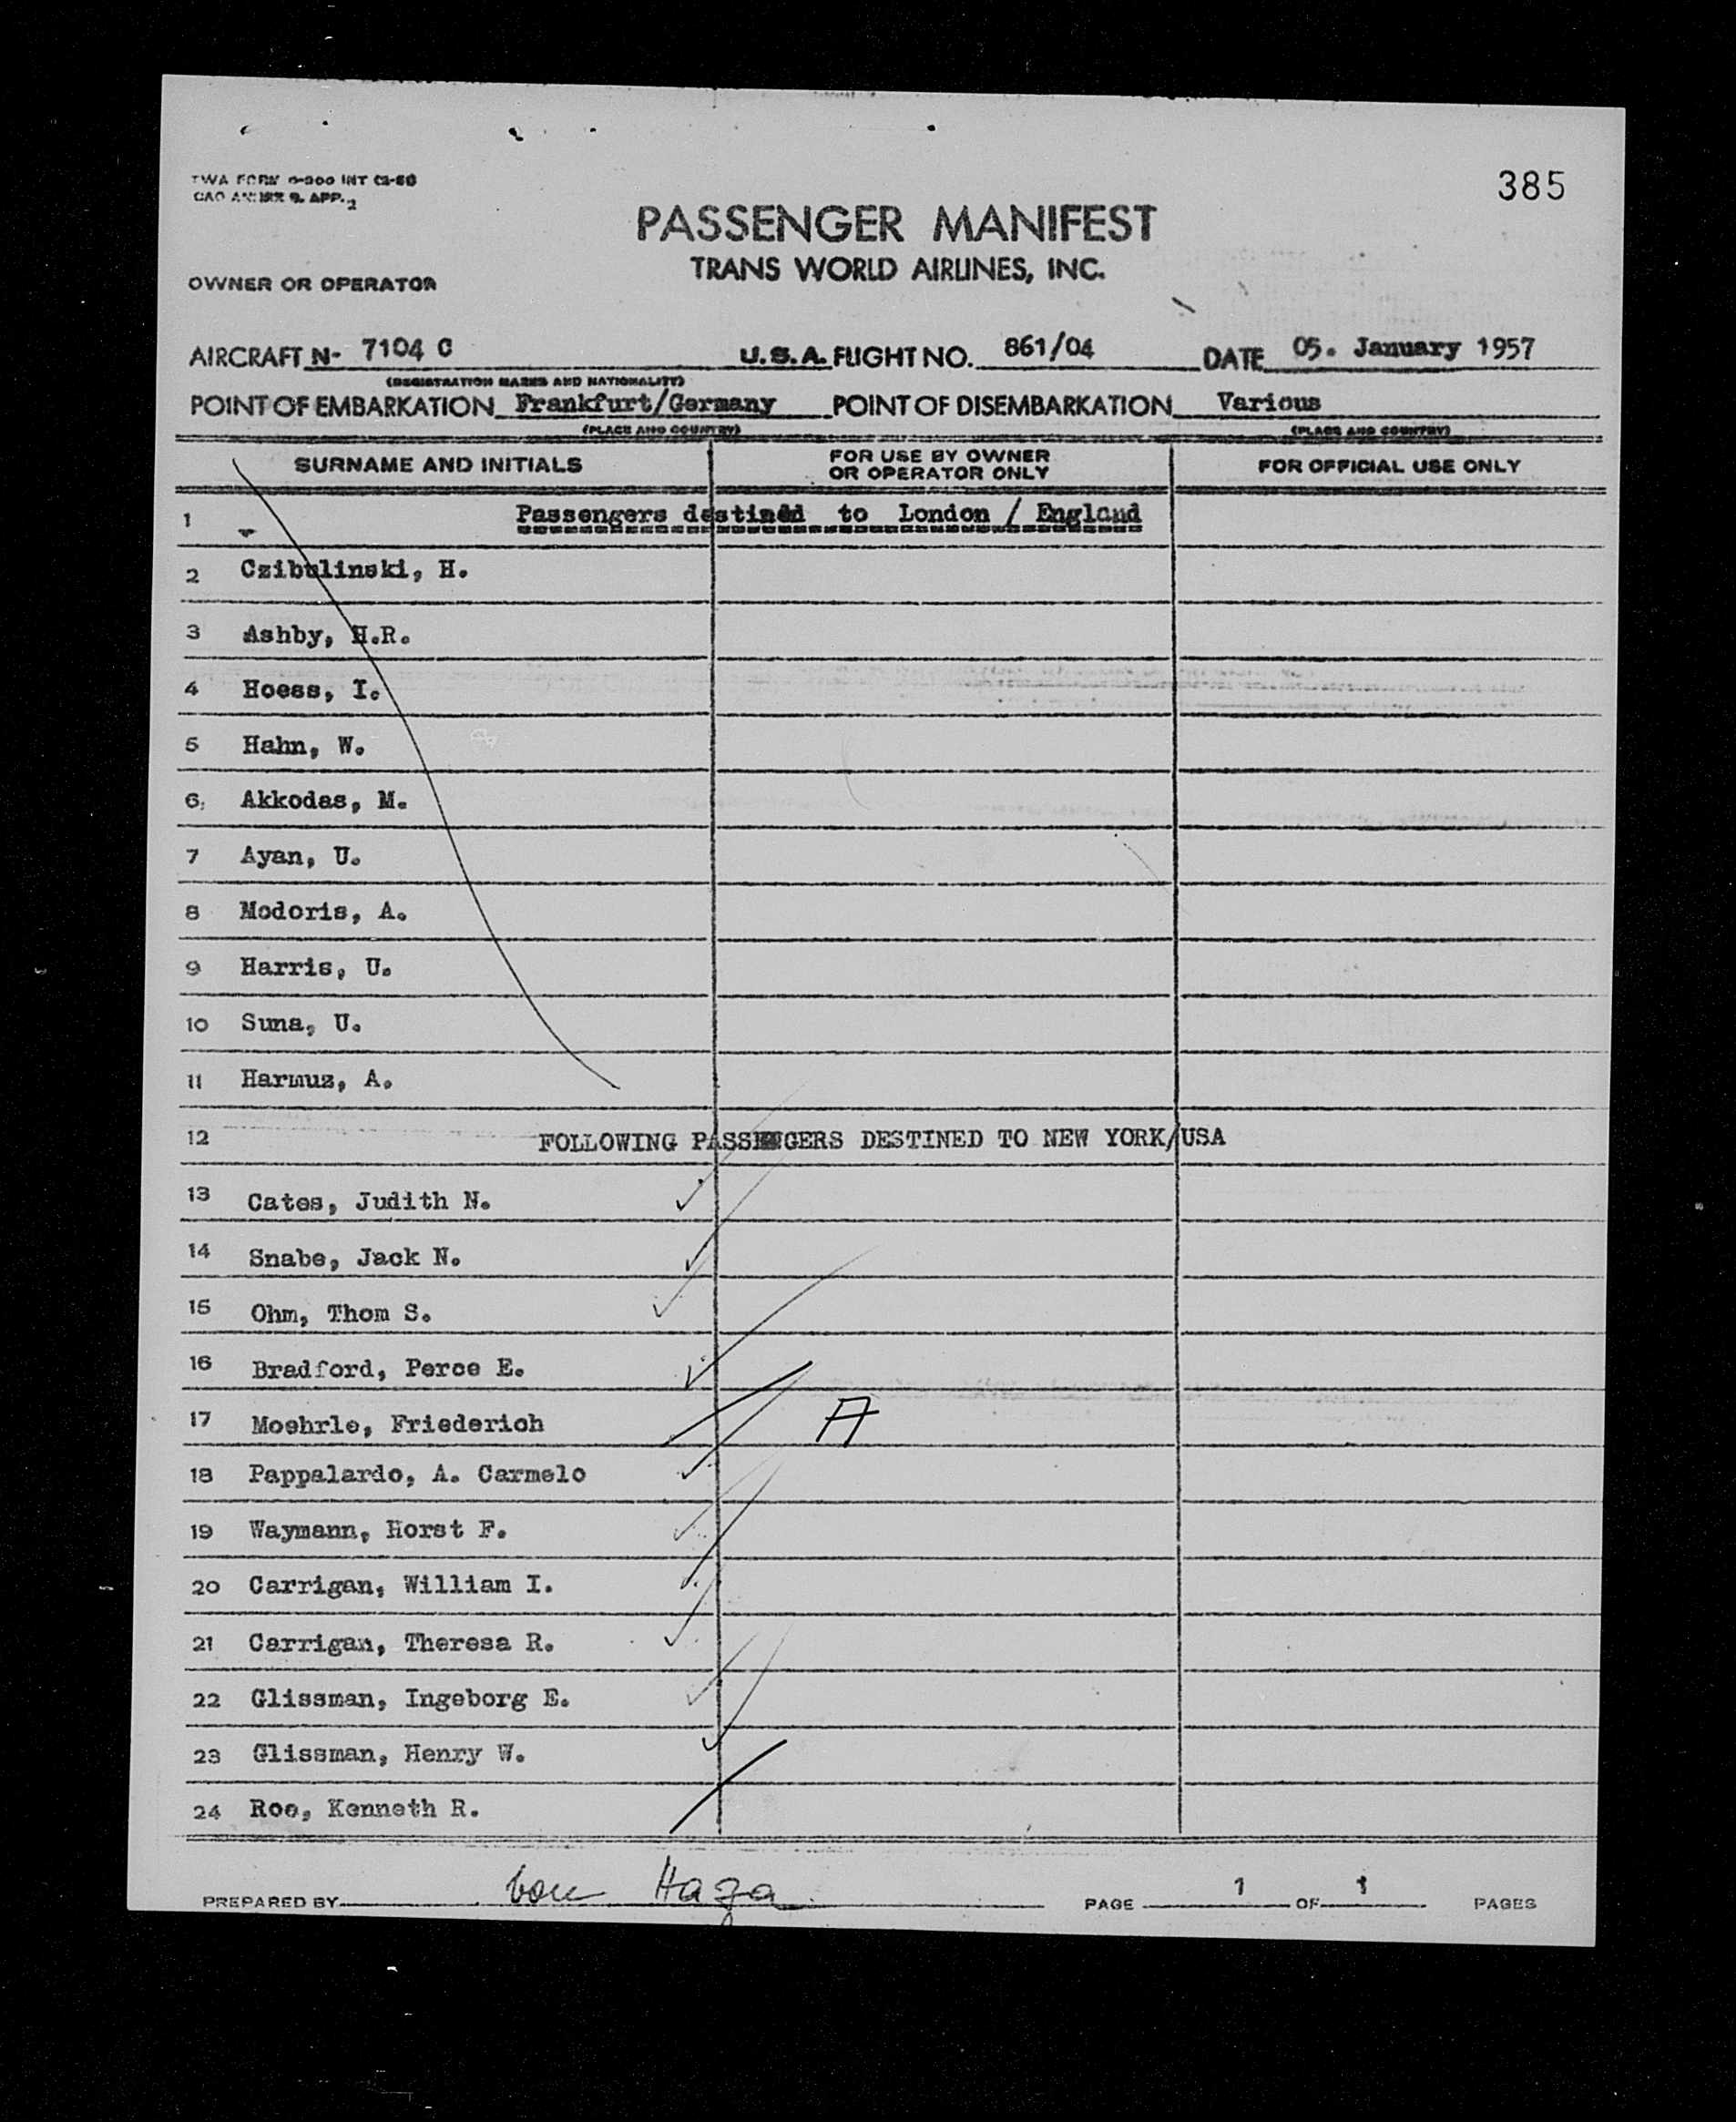 385
TWA FORM INT
APP. 2
PASSENGER MANIFEST
TRANS WORLD AIRLINES, INC.
OWNER OR OPERATOR
AIRCRAFT N- 7104 C U.S.A. FLIGHT NO. 861/04 DATE 05. January 1957
(REGISTRATION MARKS AND NATIONALITY)
POINT OF EMBARKATION Frankfurt/Germany POINT OF DISEMBARKATION Various
(PLACE AND COUNTRY) (PLACE AND COUNTRY)
SURNAME AND INITIALS FOR USE BY OWNER OR OPERATOR ONLY FOR OFFICIAL USE ONLY
1 Passengers destined to London / England
2 Czibulinski, H.
3 Ashby, H.R.
4 Hoess, I.
5 Hahn, W.
6 Akkodas, M.
7 Ayan, U.
8 Modoris, A.
9 Harris, U.
10 Suna, U.
11 Harmuz, A.
12 FOLLOWING PASSENGERS DESTINED TO NEW YORK/USA
13 Cates, Judith N.
14 Snabe, Jack N.
15 Ohm, Thom S.
16 Bradford, Perce E.
17 Moehrle, Friederich A
18 Pappalardo, A. Carmelo
19 Waymann, Horst F.
20 Carrigan, William I.
21 Carrigan, Theresa R.
22 Glissman, Ingeborg E.
23 Glissman, Henry W.
24 Roe, Kenneth R.
PREPARED BY von Haza PAGE 1 OF 1 PAGES